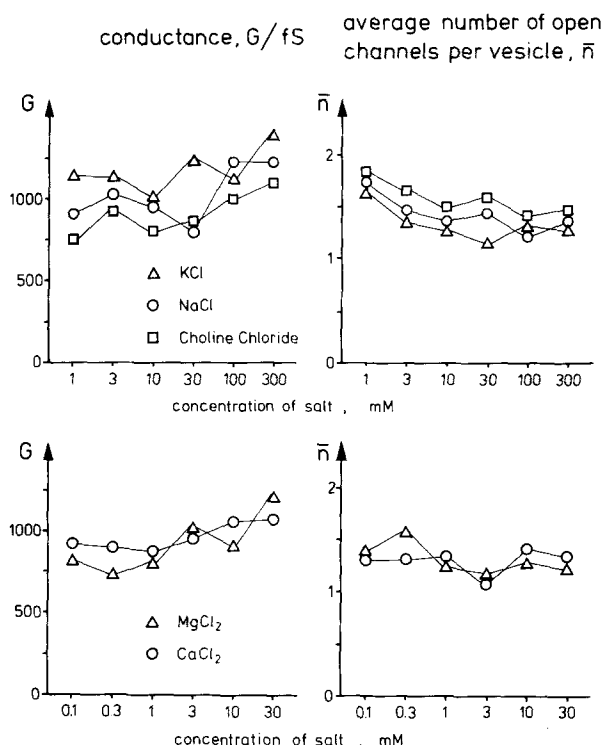 conductance, G/fS
average number of open
channels per vesicle, n̄
G
1000
500
0
△ KCl
○ NaCl
□ Choline Chloride
1 3 10 30 100 300
n̄
2
1
0
1 3 10 30 100 300
concentration of salt , mM
G
1000
500
0
△ MgCl₂
○ CaCl₂
0.1 0.3 1 3 10 30
n̄
2
1
0
0.1 0.3 1 3 10 30
concentration of salt , mM